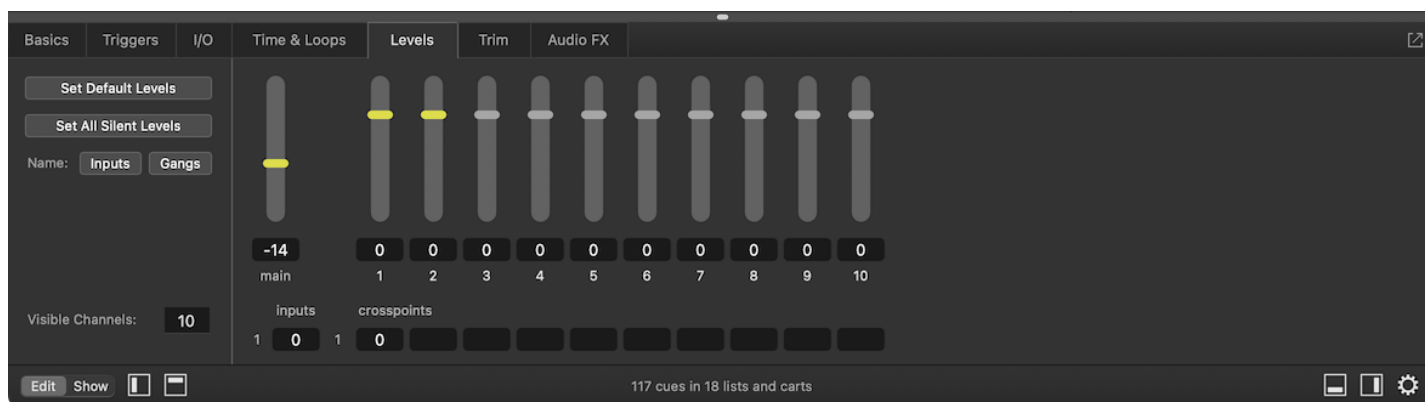 Basics Triggers I/O Time & Loops Levels Trim Audio FX
Set Default Levels
Set All Silent Levels
Name: Inputs Gangs
-14 0 0 0 0 0 0 0 0 0 0
main 1 2 3 4 5 6 7 8 9 10
inputs crosspoints
Visible Channels: 10
1 0 1 0
Edit Show 117 cues in 18 lists and carts